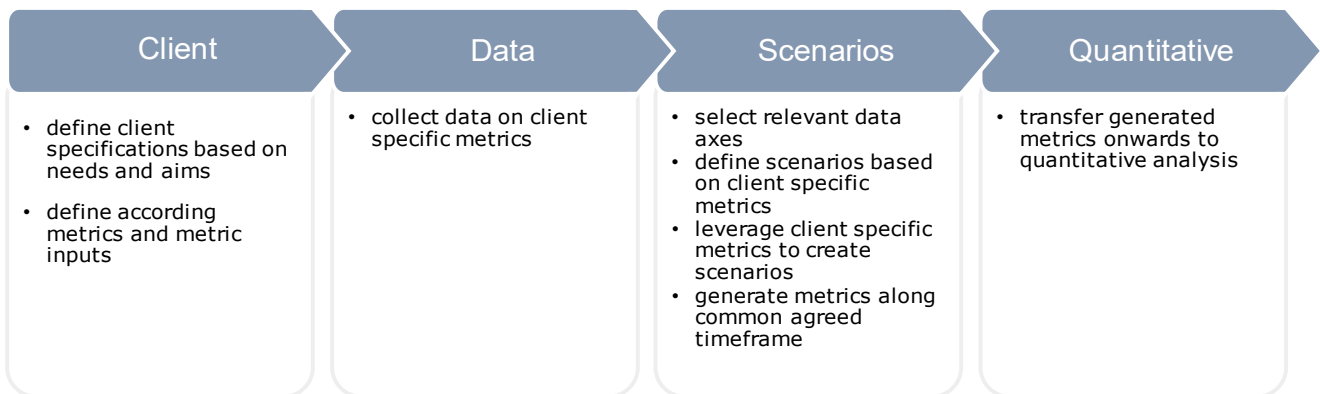 Client
• define client
specifications based on
needs and aims
• define according
metrics and metric
inputs
Data
• collect data on client
specific metrics
Scenarios
• select relevant data
axes
• define scenarios based
on client specific
metrics
• leverage client specific
metrics to create
scenarios
• generate metrics along
common agreed
timeframe
Quantitative
• transfer generated
metrics onwards to
quantitative analysis